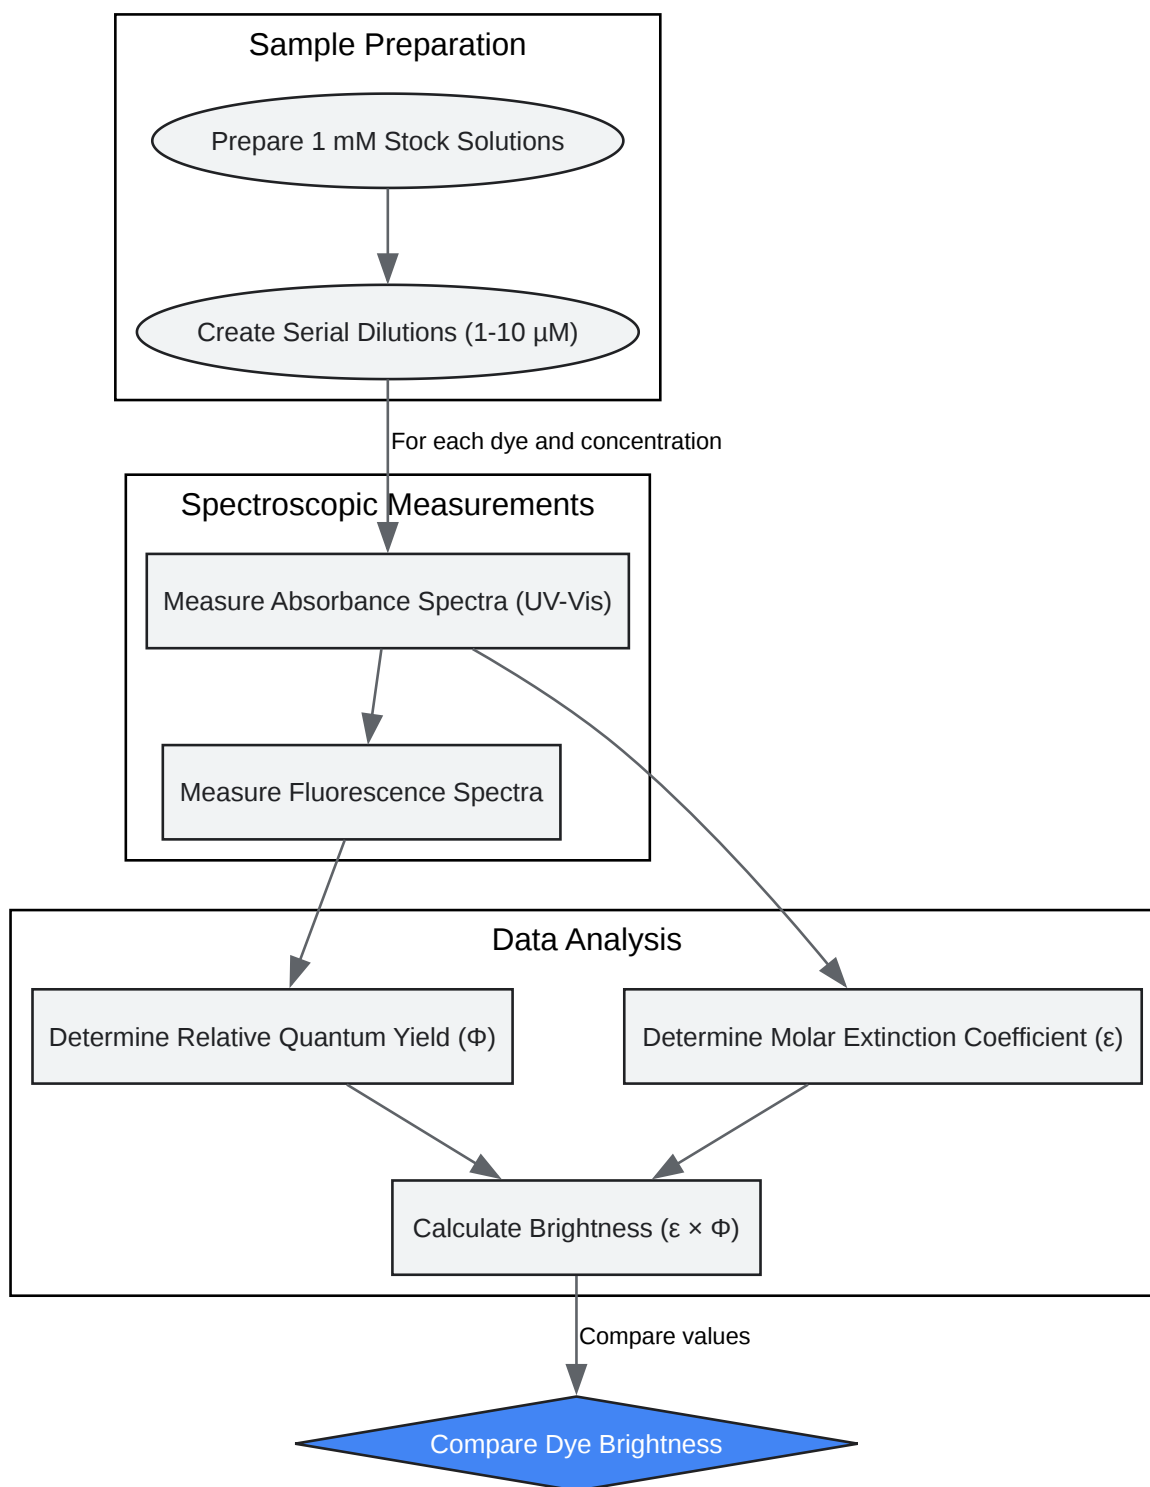 Sample Preparation
Prepare 1 mM Stock Solutions
Create Serial Dilutions (1-10 µM)
For each dye and concentration
Spectroscopic Measurements
Measure Absorbance Spectra (UV-Vis)
Measure Fluorescence Spectra
Data Analysis
Determine Relative Quantum Yield (Φ)
Determine Molar Extinction Coefficient (ε)
Calculate Brightness (ε × Φ)
Compare values
Compare Dye Brightness